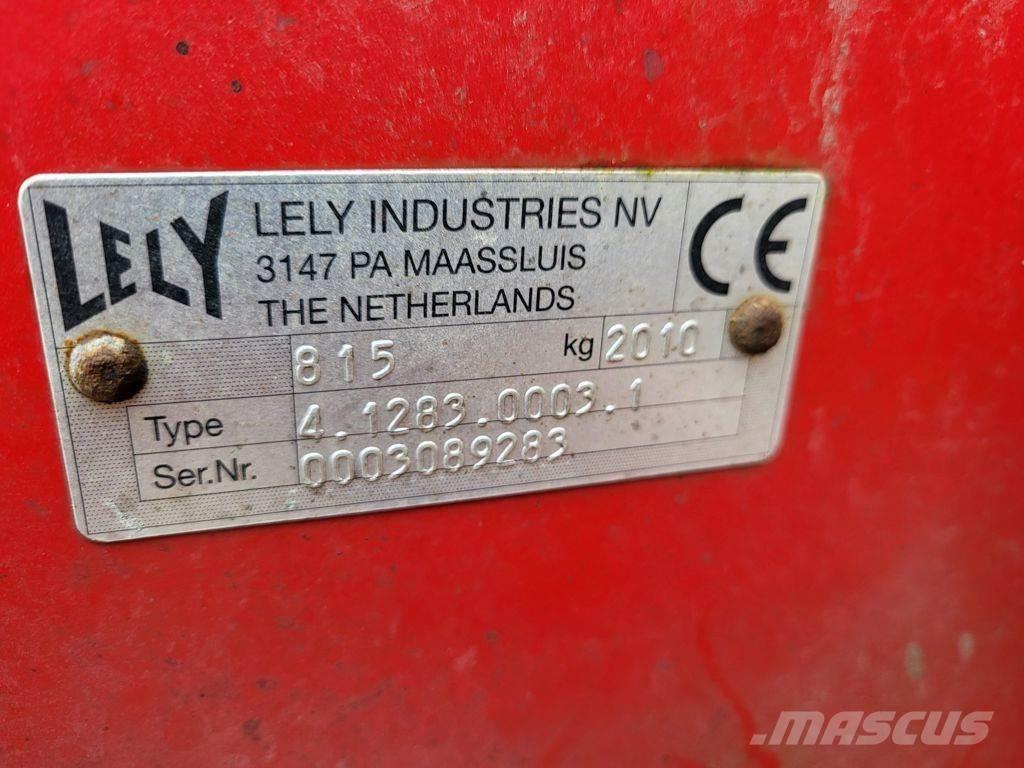 LELY
LELY INDUSTRIES NV
3147 PA MAASSLUIS
THE NETHERLANDS
CE
815 kg 2010
Type 4.1283.0003.1
Ser.Nr. 0003089283
MASCUS